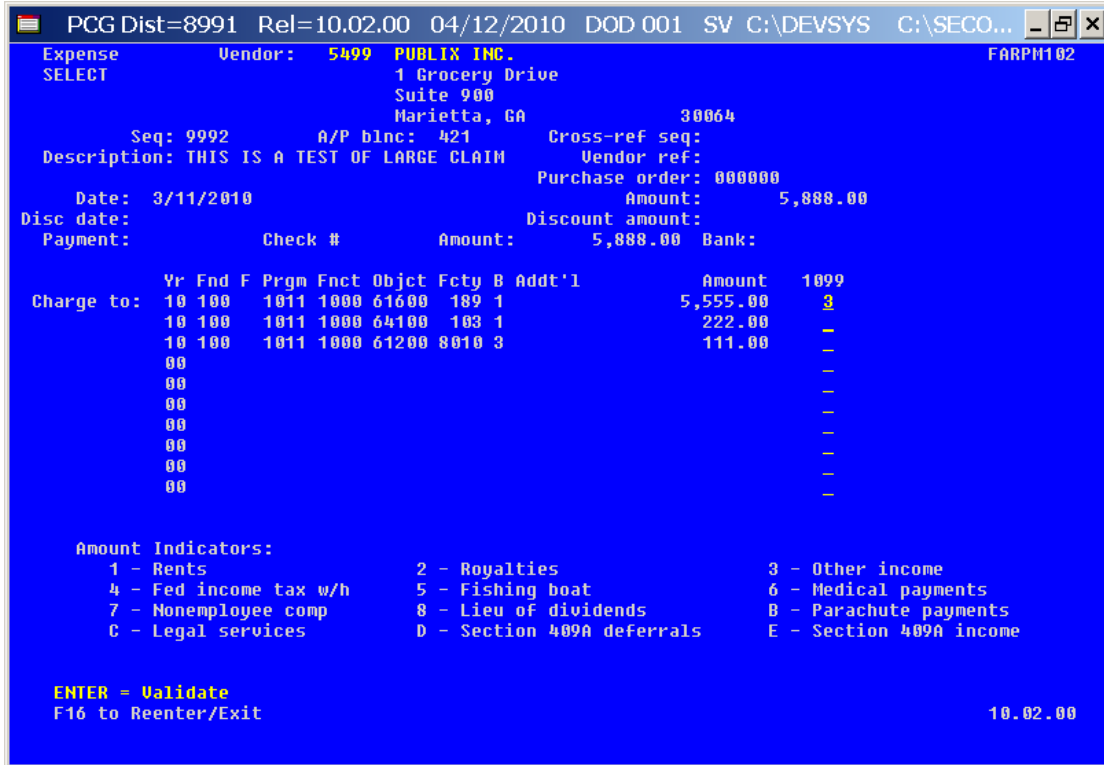 PCG Dist=8991 Rel=10.02.00 04/12/2010 DOD 001 SV C:\DEVSYS C:\SECO...
Expense Vendor: 5499 PUBLIX INC. FARPM102
SELECT 1 Grocery Drive
Suite 900
Marietta, GA 30064
Seq: 9992 A/P blnc: 421 Cross-ref seq:
Description: THIS IS A TEST OF LARGE CLAIM Vendor ref:
Purchase order: 000000
Date: 3/11/2010 Amount: 5,888.00
Disc date: Discount amount:
Payment: Check # Amount: 5,888.00 Bank:
Yr Fnd F Prgm Fnct Objct Fcty B Addt'l Amount 1099
Charge to: 10 100 1011 1000 61600 189 1 5,555.00 3
10 100 1011 1000 64100 103 1 222.00 _
10 100 1011 1000 61200 8010 3 111.00 _
00 _
00 _
00 _
00 _
00 _
00 _
00 _
Amount Indicators:
1 - Rents 2 - Royalties 3 - Other income
4 - Fed income tax w/h 5 - Fishing boat 6 - Medical payments
7 - Nonemployee comp 8 - Lieu of dividends B - Parachute payments
C - Legal services D - Section 409A deferrals E - Section 409A income
ENTER = Validate
F16 to Reenter/Exit 10.02.00